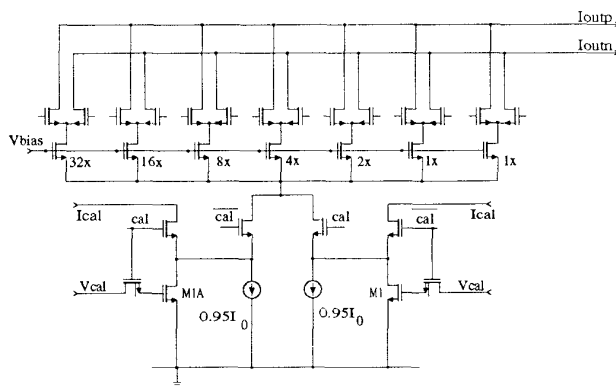 Ioutp
Ioutn
Vbias
32x 16x 8x 4x 2x 1x 1x
Ical cal cal cal cal Ical
Vcal M1A 0.95I0 0.95I0 M1 Vcal